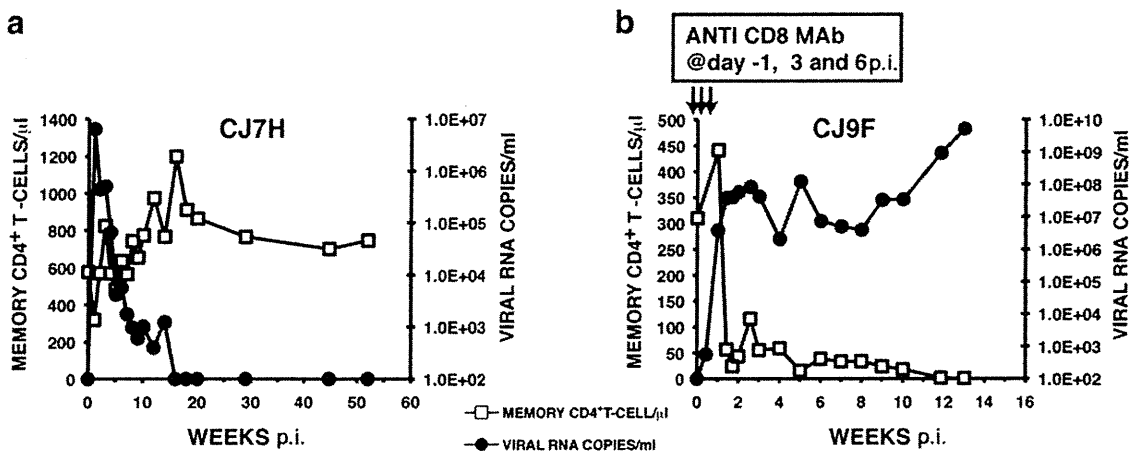 a
b
ANTI CD8 MAb
@day -1, 3 and 6p.i.
CJ7H
CJ9F
MEMORY CD4+ T -CELLS/µl
1400
1200
1000
800
600
400
200
0
1.0E+07
1.0E+06
1.0E+05
1.0E+04
1.0E+03
1.0E+02
VIRAL RNA COPIES/ml
0 10 20 30 40 50 60
WEEKS p.i.
MEMORY CD4+ T-CELLS/µl
500
450
400
350
300
250
200
150
100
50
0
1.0E+10
1.0E+09
1.0E+08
1.0E+07
1.0E+06
1.0E+05
1.0E+04
1.0E+03
1.0E+02
VIRAL RNA COPIES/ml
0 2 4 6 8 10 12 14 16
WEEKS p.i.
MEMORY CD4+T-CELL/µl
VIRAL RNA COPIES/ml